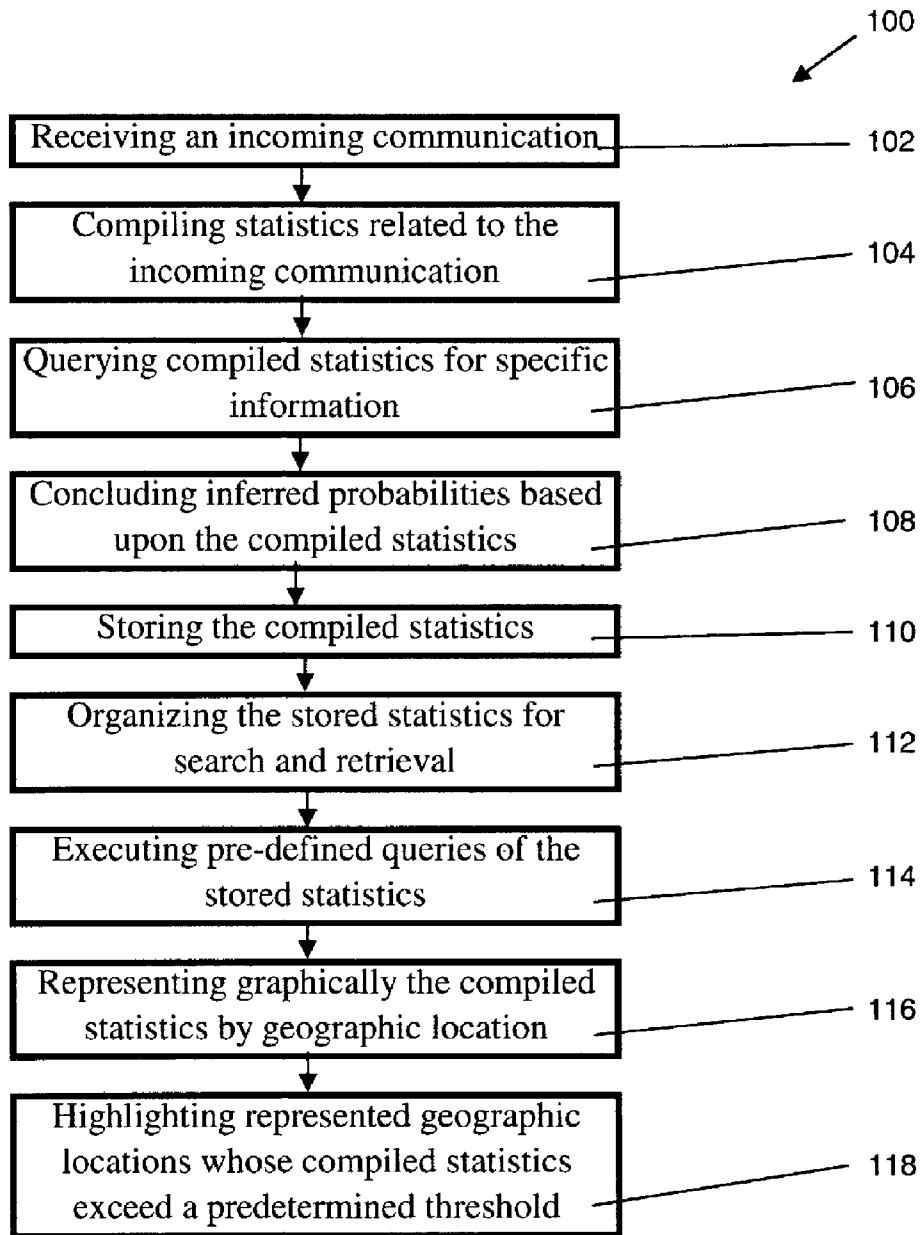 100
Receiving an incoming communication
102
Compiling statistics related to the
incoming communication
104
Querying compiled statistics for specific
information
106
Concluding inferred probabilities based
upon the compiled statistics
108
Storing the compiled statistics
110
Organizing the stored statistics for
search and retrieval
112
Executing pre-defined queries of the
stored statistics
114
Representing graphically the compiled
statistics by geographic location
116
Highlighting represented geographic
locations whose compiled statistics
exceed a predetermined threshold
118